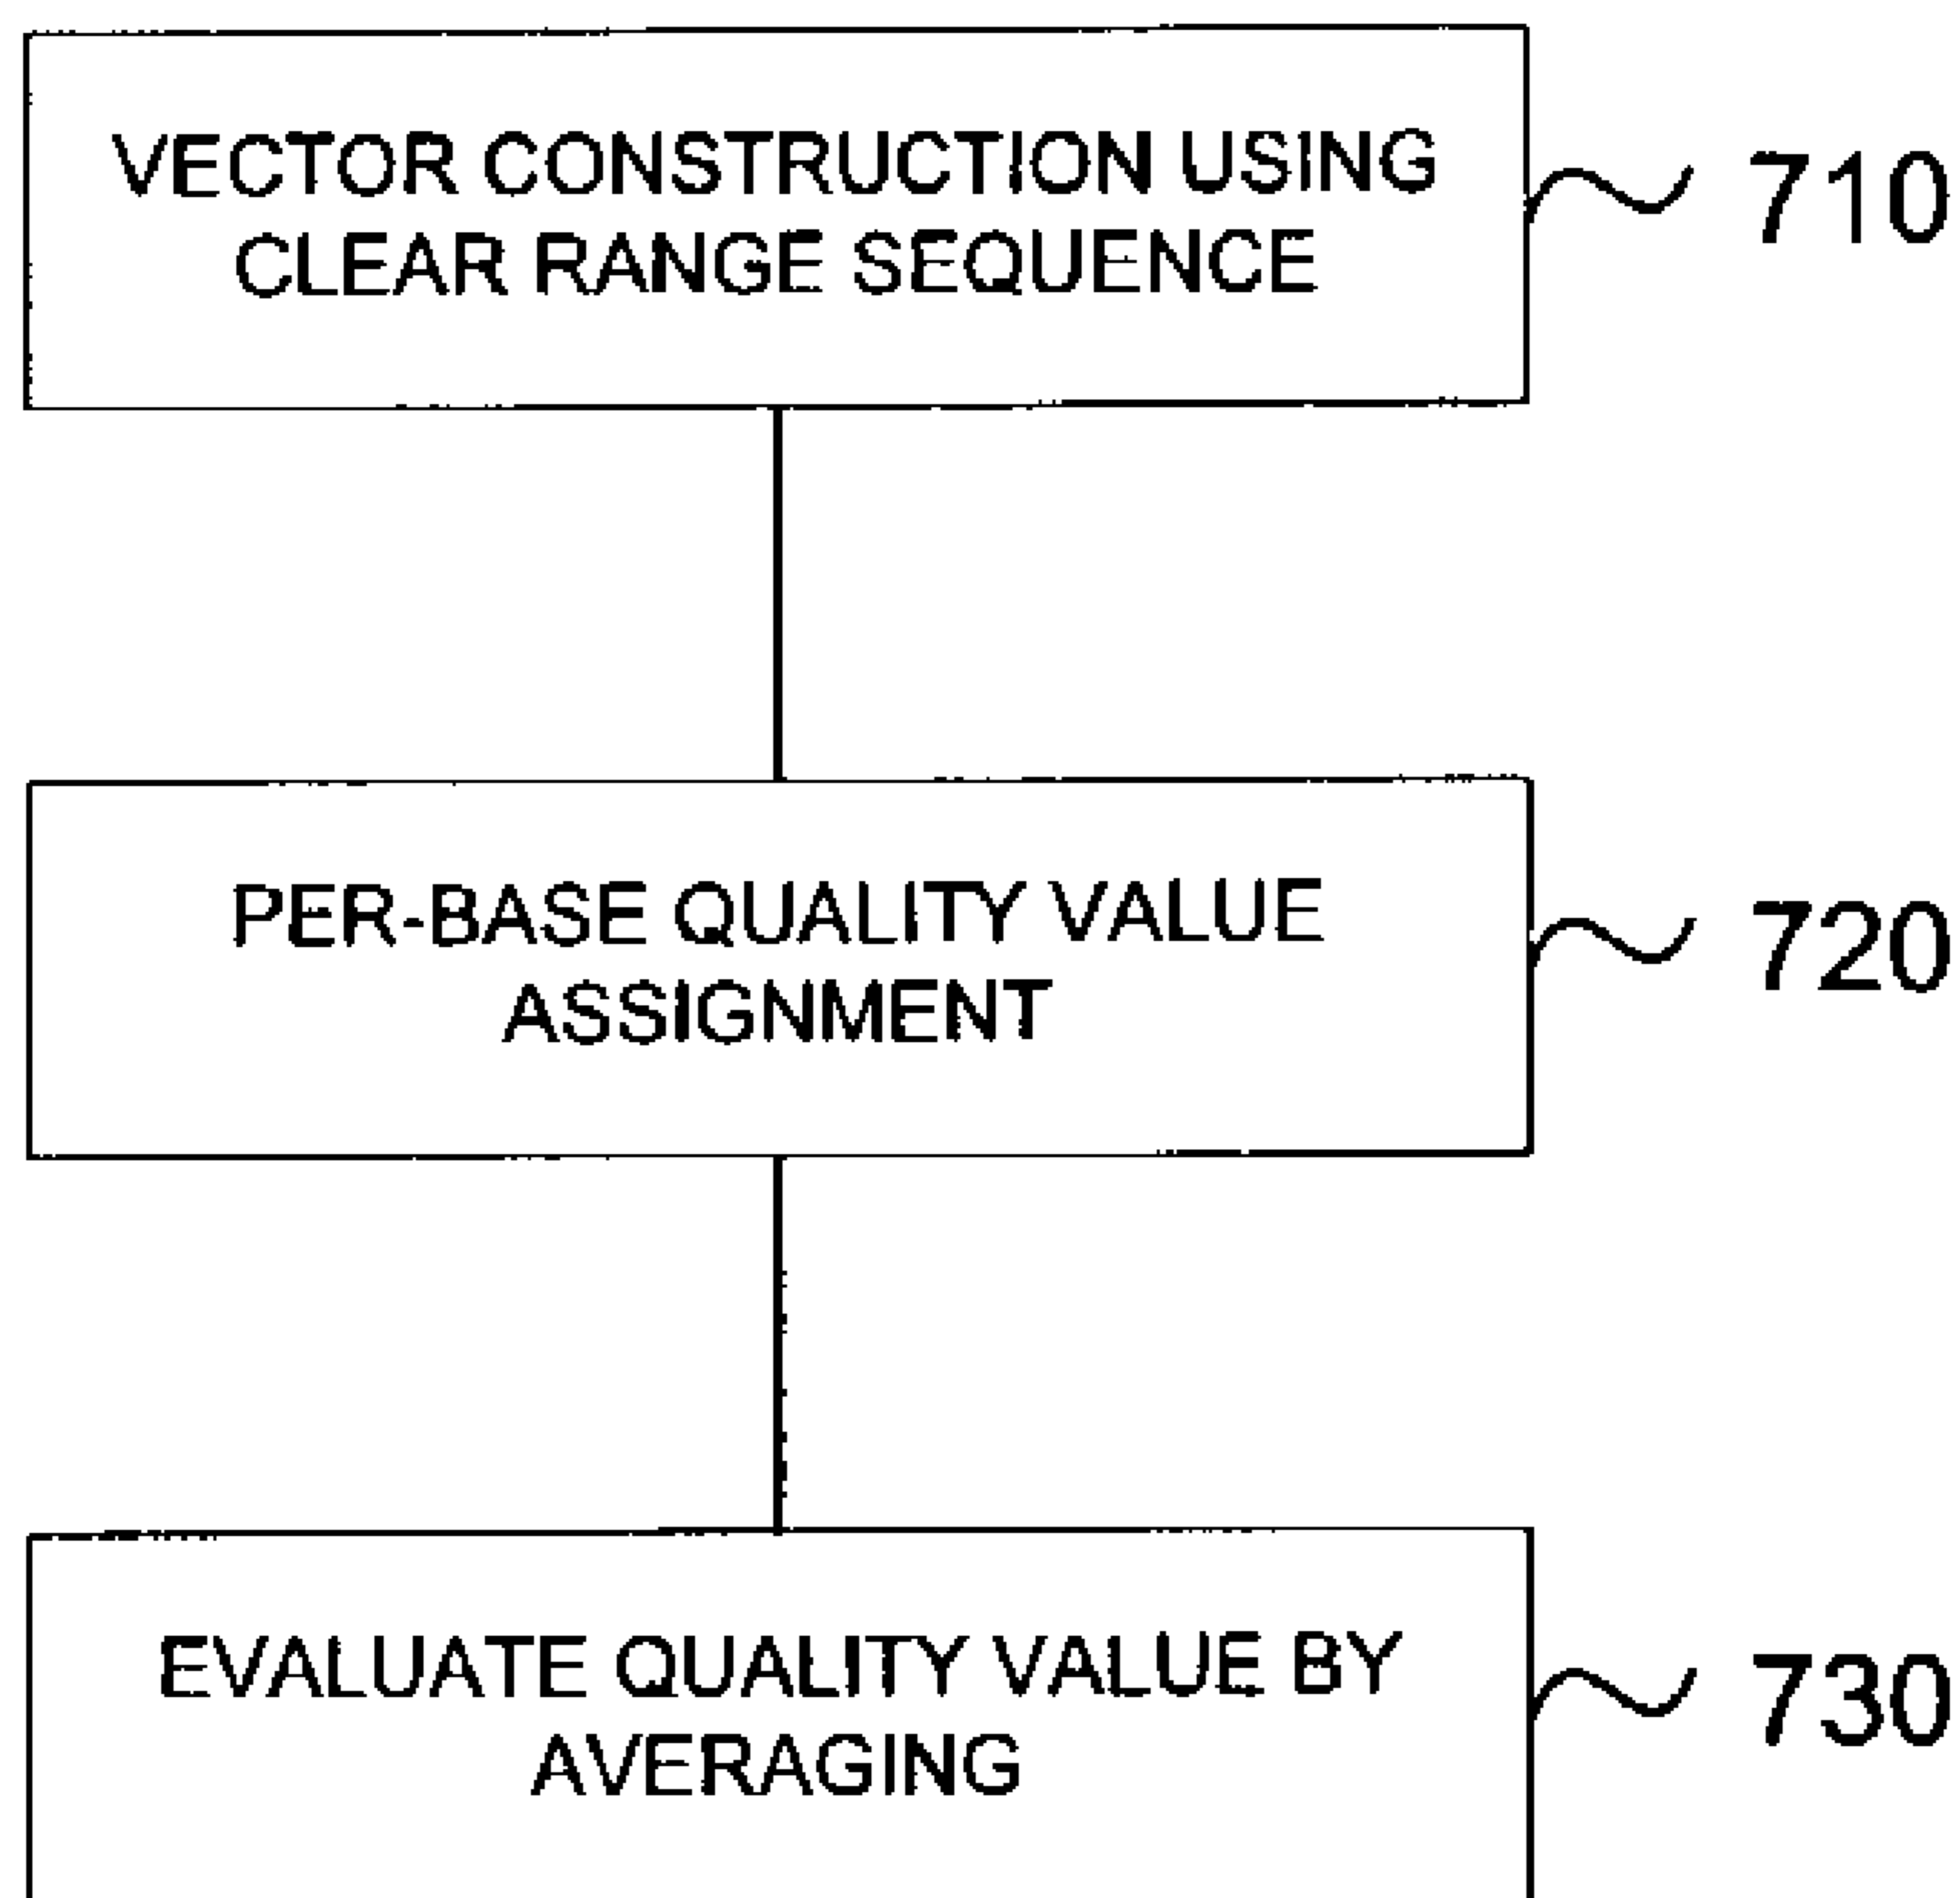 VECTOR CONSTRUCTION USING
CLEAR RANGE SEQUENCE
710
PER-BASE QUALITY VALUE
ASSIGNMENT
720
EVALUATE QUALITY VALUE BY
AVERAGING
730